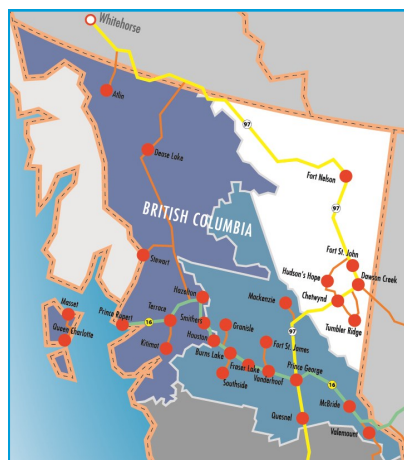 Whitehorse
Atlin
97
Dease Lake
Fort Nelson
97
BRITISH COLUMBIA
Fort St. John
Stewart
Hudson's Hope
Dawson Creek
Hazelton
Mackenzie
Chetwynd
Masset
Prince Rupert
Terrace
Smithers
Granisle
Tumbler Ridge
16
97
Queen Charlotte
Kitimat
Houston
Fort St. James
Burns Lake
Fraser Lake
Prince George
Southside
Vanderhoof
16
McBride
Quesnel
Valemount